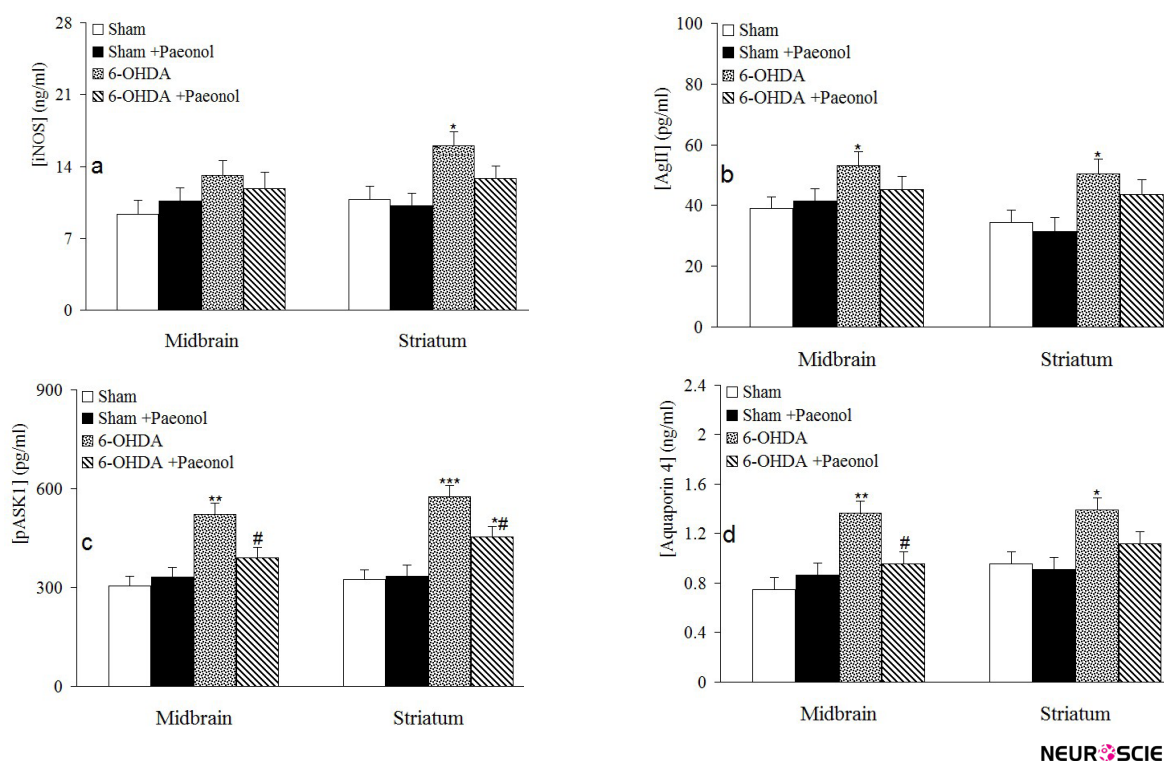 28
21
14
7
0
[iNOS] (ng/ml)
a
Sham
Sham +Paeonol
6-OHDA
6-OHDA +Paeonol
*
Midbrain
Striatum
100
80
60
40
20
0
[AgII] (pg/ml)
b
Sham
Sham +Paeonol
6-OHDA
6-OHDA +Paeonol
*
*
Midbrain
Striatum
900
600
300
0
[pASK1] (pg/ml)
c
Sham
Sham +Paeonol
6-OHDA
6-OHDA +Paeonol
**
#
***
*#
Midbrain
Striatum
2.4
2
1.6
1.2
0.8
0.4
0
[Aquaporin 4] (ng/ml)
d
Sham
Sham +Paeonol
6-OHDA
6-OHDA +Paeonol
**
#
*
Midbrain
Striatum
NEUROSCIE